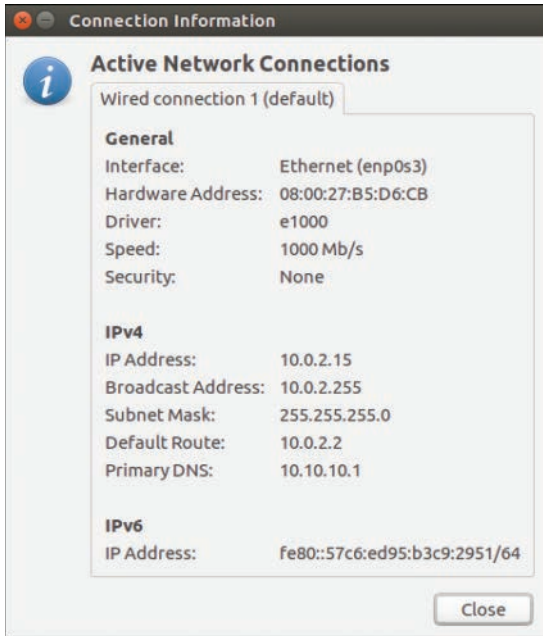 Connection Information
Active Network Connections
Wired connection 1 (default)
General
Interface: Ethernet (enp0s3)
Hardware Address: 08:00:27:B5:D6:CB
Driver: e1000
Speed: 1000 Mb/s
Security: None
IPv4
IP Address: 10.0.2.15
Broadcast Address: 10.0.2.255
Subnet Mask: 255.255.255.0
Default Route: 10.0.2.2
Primary DNS: 10.10.10.1
IPv6
IP Address: fe80::57c6:ed95:b3c9:2951/64
Close